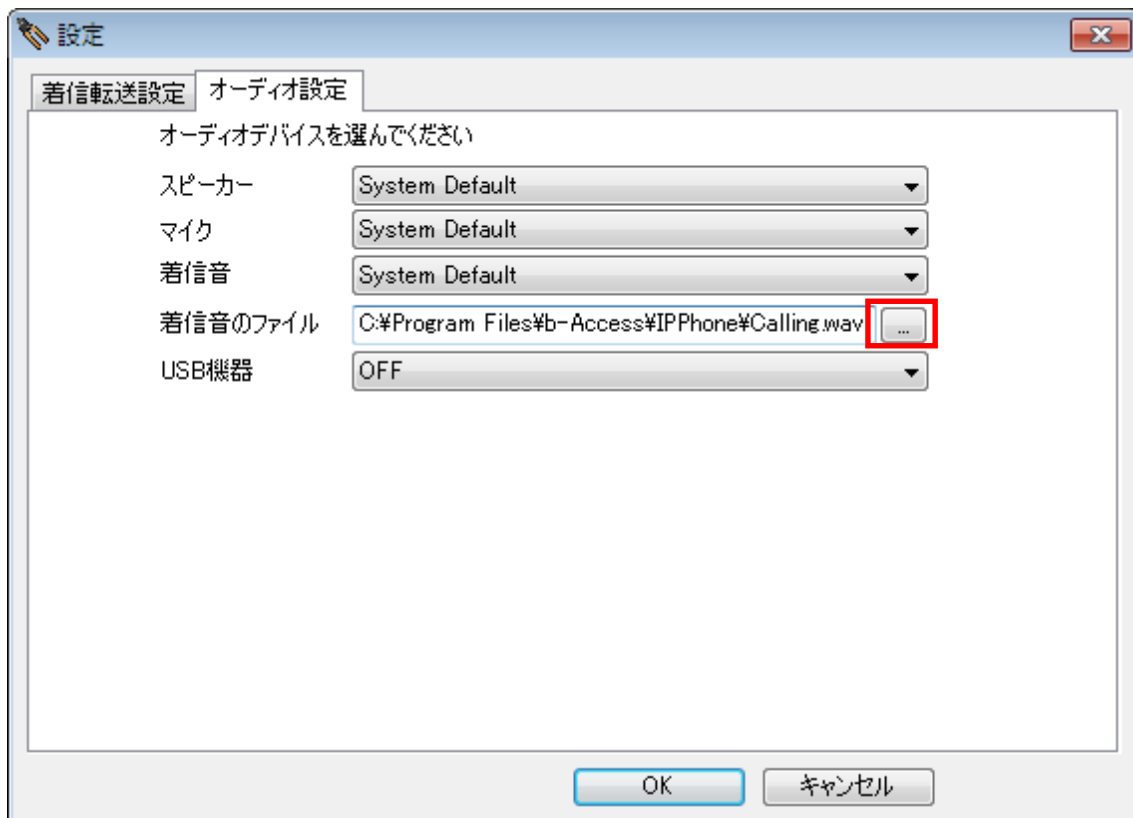 設定
着信転送設定 オーディオ設定
オーディオデバイスを選んでください
スピーカー System Default
マイク System Default
着信音 System Default
着信音のファイル C:¥Program Files¥b-Access¥IPPhone¥Calling.wav ...
USB機器 OFF
OK キャンセル